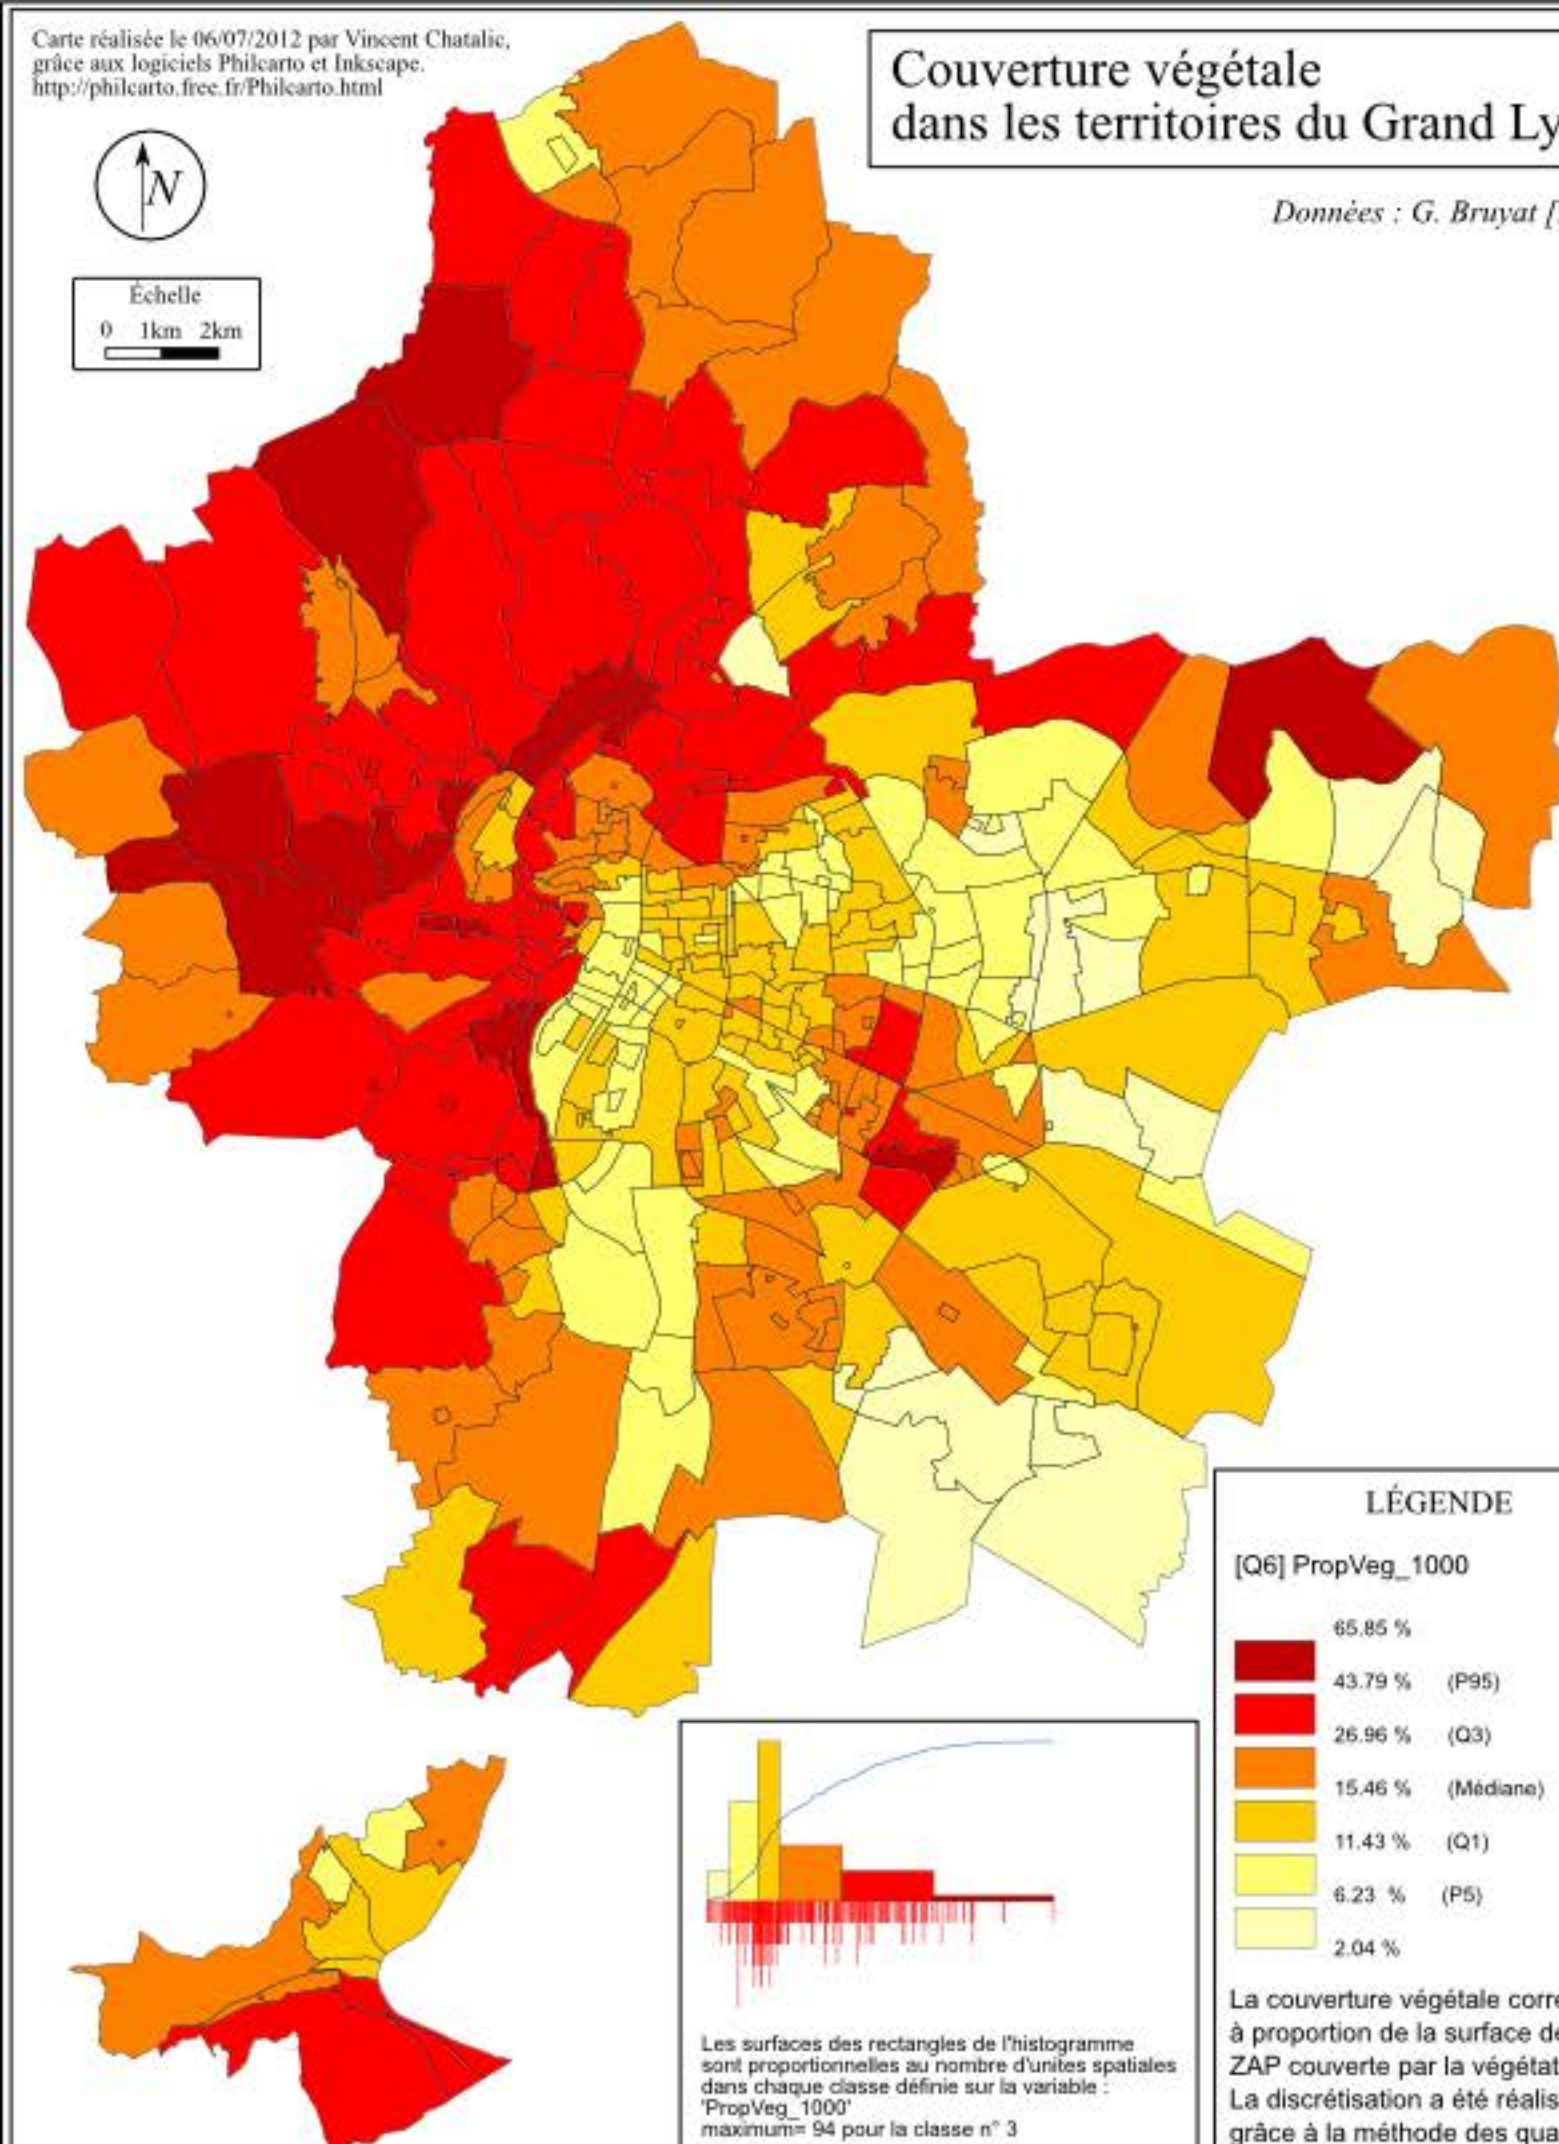 Carte réalisée le 06/07/2012 par Vincent Chatalic,
grâce aux logiciels Philcarto et Inkscape.
http://philcarto.free.fr/Philcarto.html
Couverture végétale
dans les territoires du Grand Ly
Données : G. Bruyat [
N
Échelle
0 1km 2km
LÉGENDE
[Q6] PropVeg_1000
65.85 %
43.79 % (P95)
26.96 % (Q3)
15.46 % (Médiane)
11.43 % (Q1)
6.23 % (P5)
2.04 %
La couverture végétale corre
à proportion de la surface de
ZAP couverte par la végétat
La discrétisation a été réalis
grâce à la méthode des qua
Les surfaces des rectangles de l'histogramme
sont proportionnelles au nombre d'unites spatiales
dans chaque classe définie sur la variable :
'PropVeg_1000'
maximum= 94 pour la classe n° 3